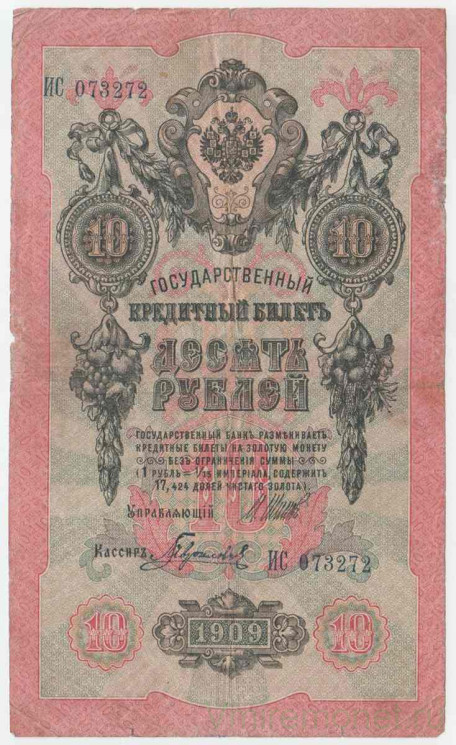 ИС 073272
10 10
ГОСУДАРСТВЕННЫЙ
КРЕДИТНЫЙ БИЛЕТЪ
ДЕСЯТЬ
РУБЛЕЙ
ГОСУДАРСТВЕННЫЙ БАНКЪ РАЗМѢНИВАЕТЪ
КРЕДИТНЫЕ БИЛЕТЫ НА ЗОЛОТУЮ МОНЕТУ
БЕЗЪ ОГРАНИЧЕНІЯ СУММЫ
(1 РУБЛЬ = 1/15 ИМПЕРІАЛА, СОДЕРЖИТЪ
17,424 ДОЛЕЙ ЧИСТАГО ЗОЛОТА).
10
УПРАВЛЯЮЩІЙ
Кассиръ
ИС 073272
10 1909 10